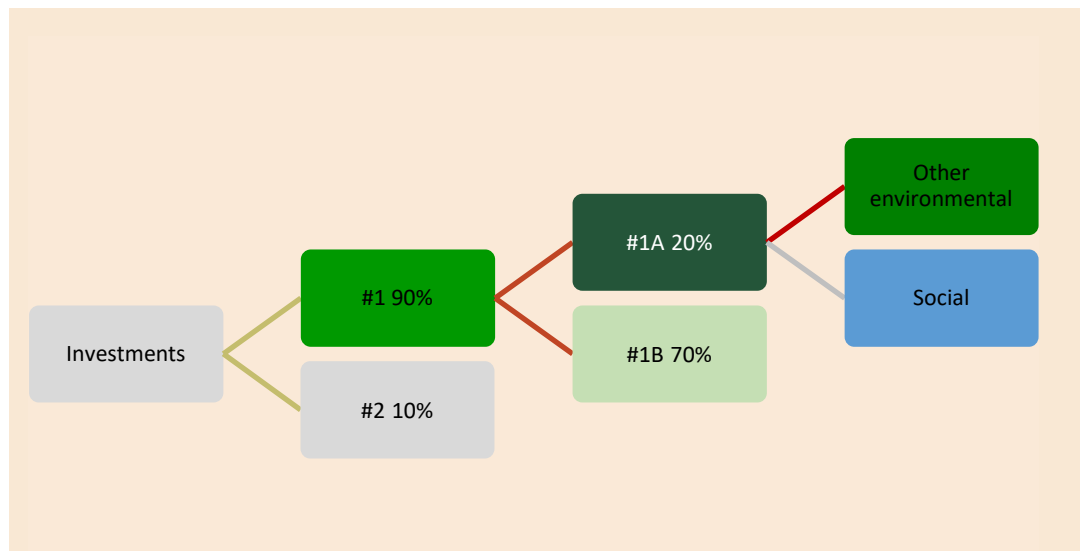 Investments
#1 90%
#2 10%
#1A 20%
#1B 70%
Other
environmental
Social